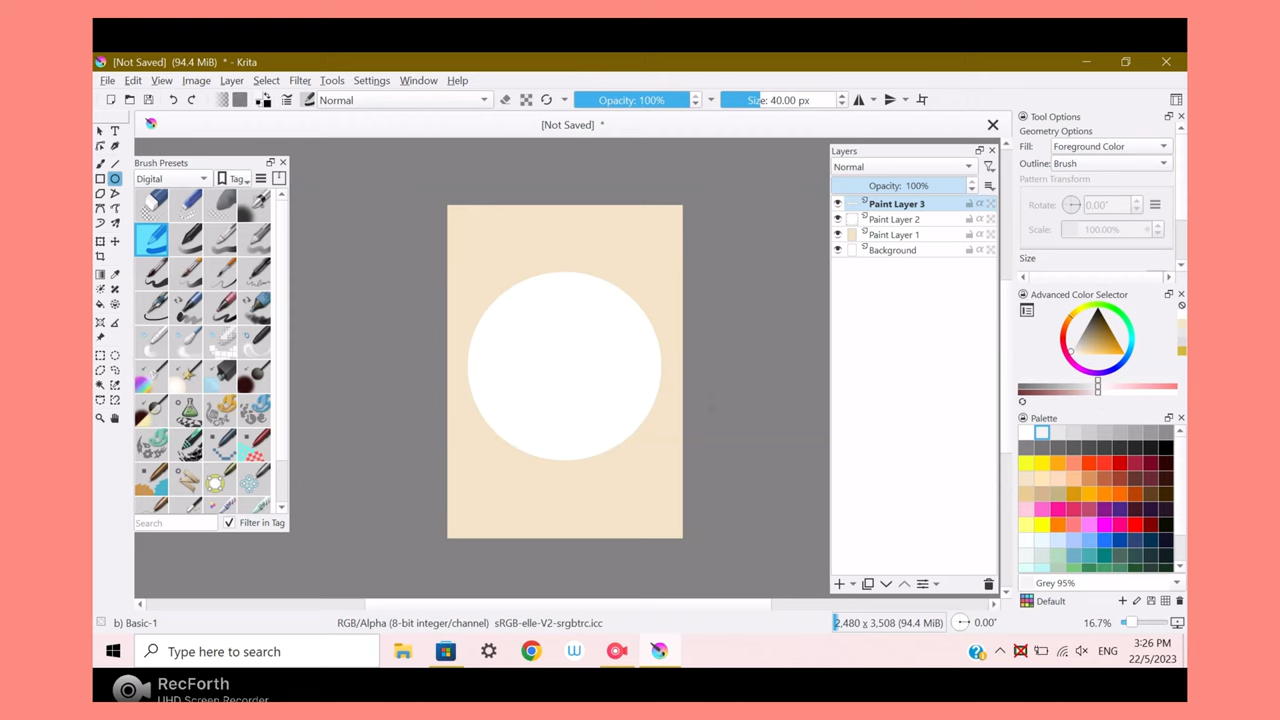 [Not Saved] (94.4 MiB) * - Krita
File Edit View Image Layer Select Filter Tools Settings Window Help
Normal
Opacity: 100%
Size: 40.00 px
[Not Saved] *
Brush Presets
Digital
Tag
Search
Filter in Tag
Layers
Normal
Opacity: 100%
Paint Layer 3
Paint Layer 2
Paint Layer 1
Background
Tool Options
Geometry Options
Fill: Foreground Color
Outline: Brush
Pattern Transform
Rotate: 0.00°
Scale: 100.00%
Size
Advanced Color Selector
Palette
Grey 95%
Default
b) Basic-1
RGB/Alpha (8-bit integer/channel) sRGB-elle-V2-srgbtrc.icc
2,480 x 3,508 (94.4 MiB)
0.00°
16.7%
Type here to search
ENG
3:26 PM
22/5/2023
RecForth
UHD Screen Recorder